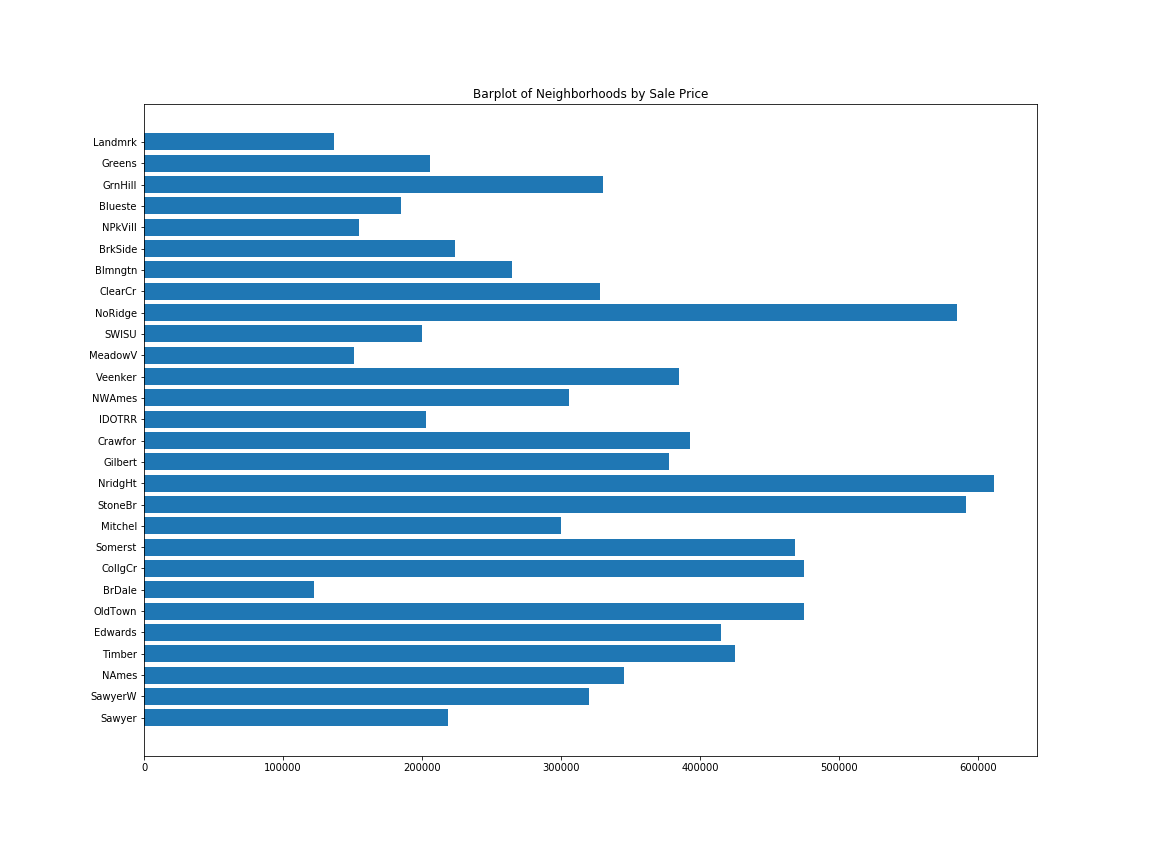 Barplot of Neighborhoods by Sale Price
Landmrk
Greens
GrnHill
Blueste
NPkVill
BrkSide
Blmngtn
ClearCr
NoRidge
SWISU
MeadowV
Veenker
NWAmes
IDOTRR
Crawfor
Gilbert
NridgHt
StoneBr
Mitchel
Somerst
CollgCr
BrDale
OldTown
Edwards
Timber
NAmes
SawyerW
Sawyer
0 100000 200000 300000 400000 500000 600000